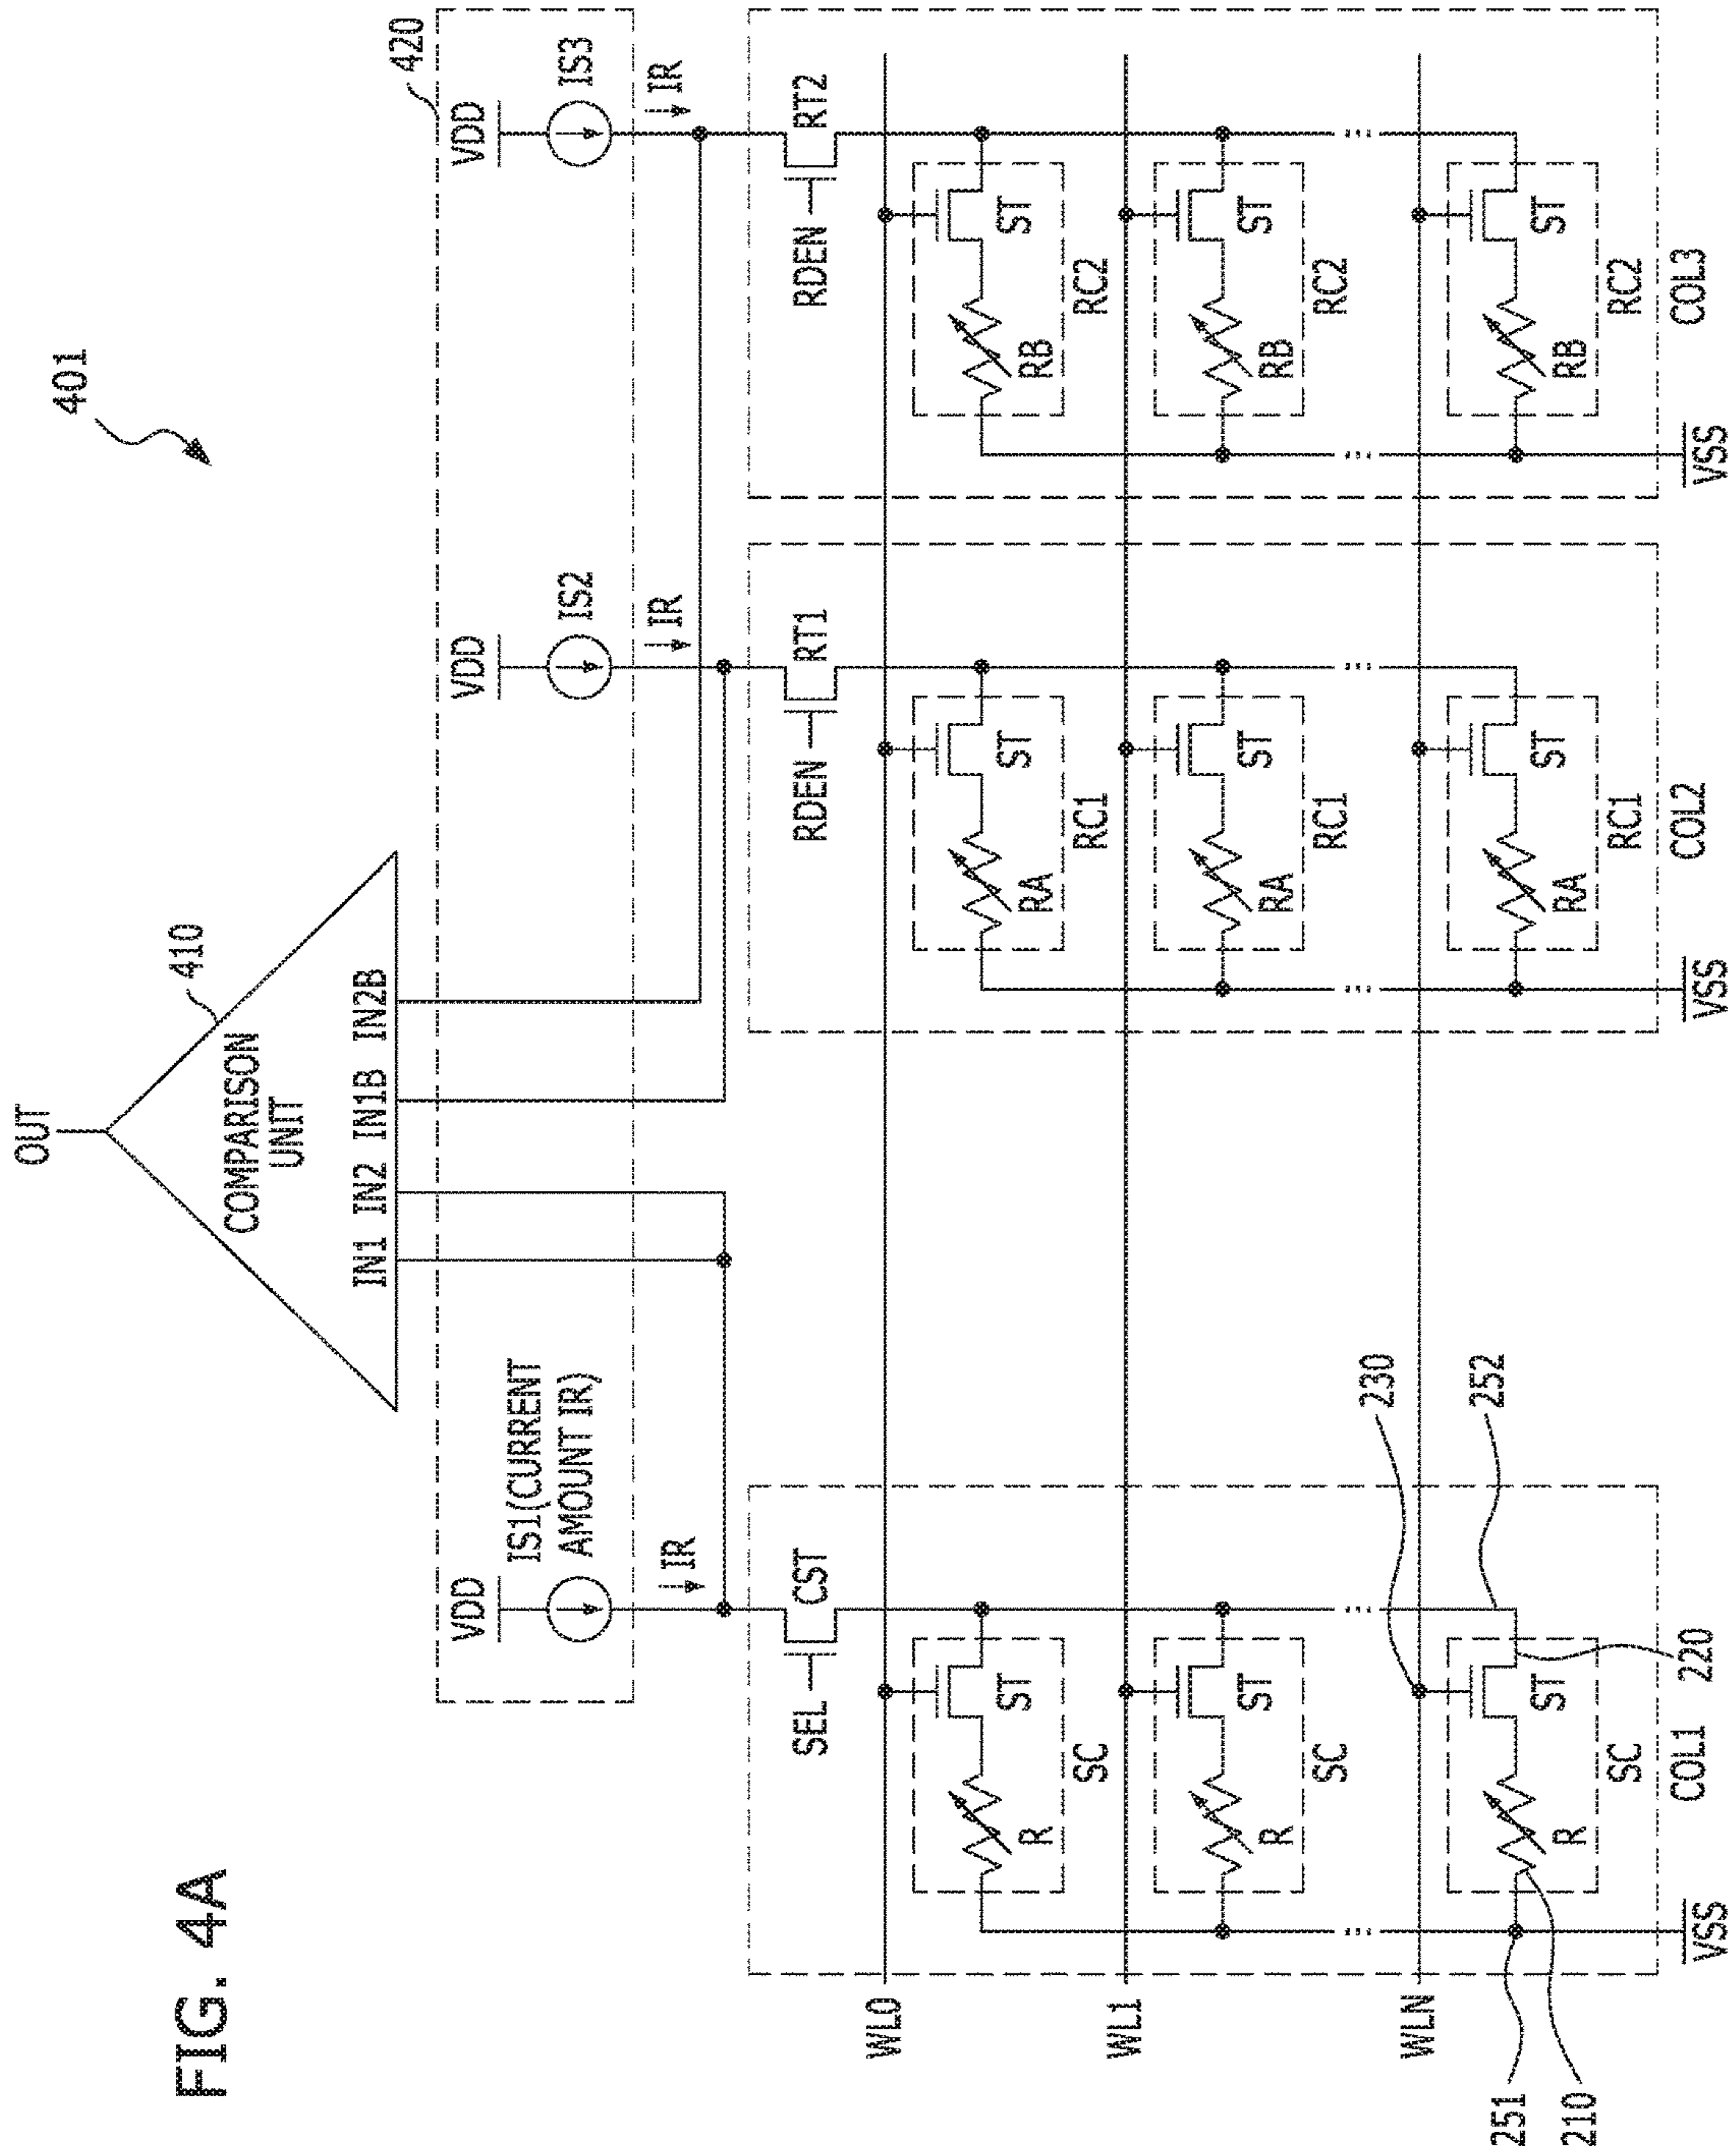 FIG. 4A
401
OUT
410
COMPARISON
UNIT
IN1 IN2 IN1B IN2B
420
VDD
VDD
VDD
IS1(CURRENT
AMOUNT IR)
IS2
IS3
IR
IR
IR
SEL
CST
RDEN
RT1
RDEN
RT2
WL0
R
ST
SC
RA
ST
RC1
RB
ST
RC2
WL1
R
ST
SC
RA
ST
RC1
RB
ST
RC2
230
252
WLN
R
ST
SC
RA
ST
RC1
RB
ST
RC2
251
210
220
COL1
COL2
COL3
VSS
VSS
VSS